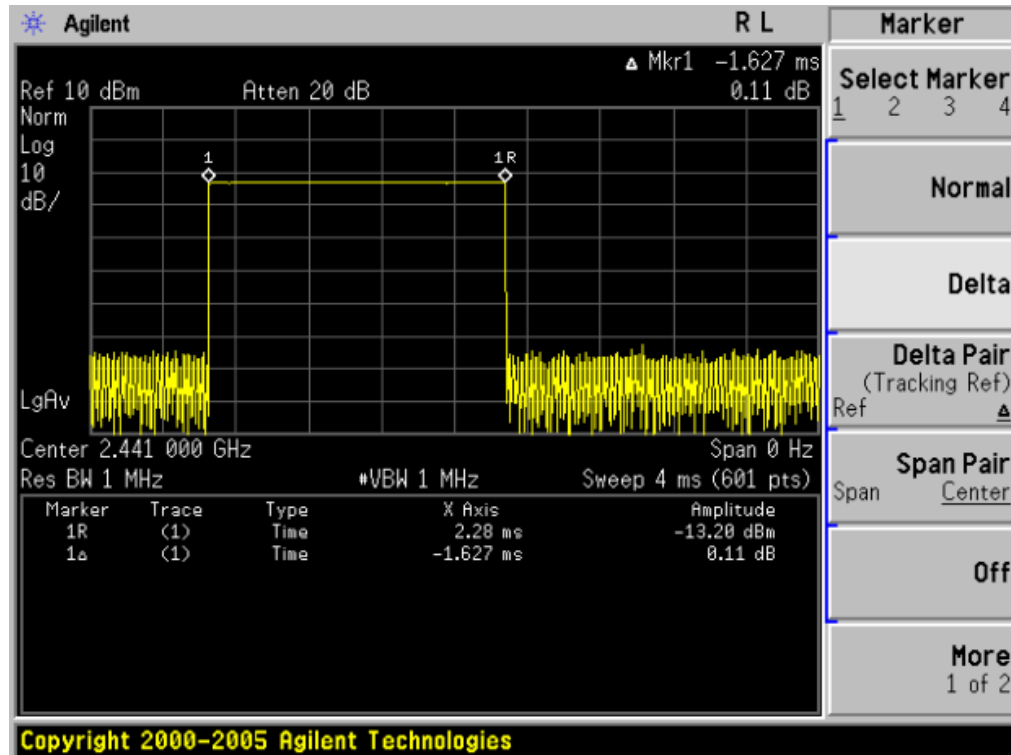 Agilent R L Marker
Δ Mkr1 -1.627 ms
Ref 10 dBm Atten 20 dB 0.11 dB
Norm
Log
10
dB/
1 1R
LgAv
Center 2.441 000 GHz Span 0 Hz
Res BW 1 MHz #VBW 1 MHz Sweep 4 ms (601 pts)
Marker Trace Type X Axis Amplitude
1R (1) Time 2.28 ms -13.20 dBm
1Δ (1) Time -1.627 ms 0.11 dB
Select Marker
1 2 3 4
Normal
Delta
Delta Pair
(Tracking Ref)
Ref Δ
Span Pair
Span Center
Off
More
1 of 2
Copyright 2000-2005 Agilent Technologies